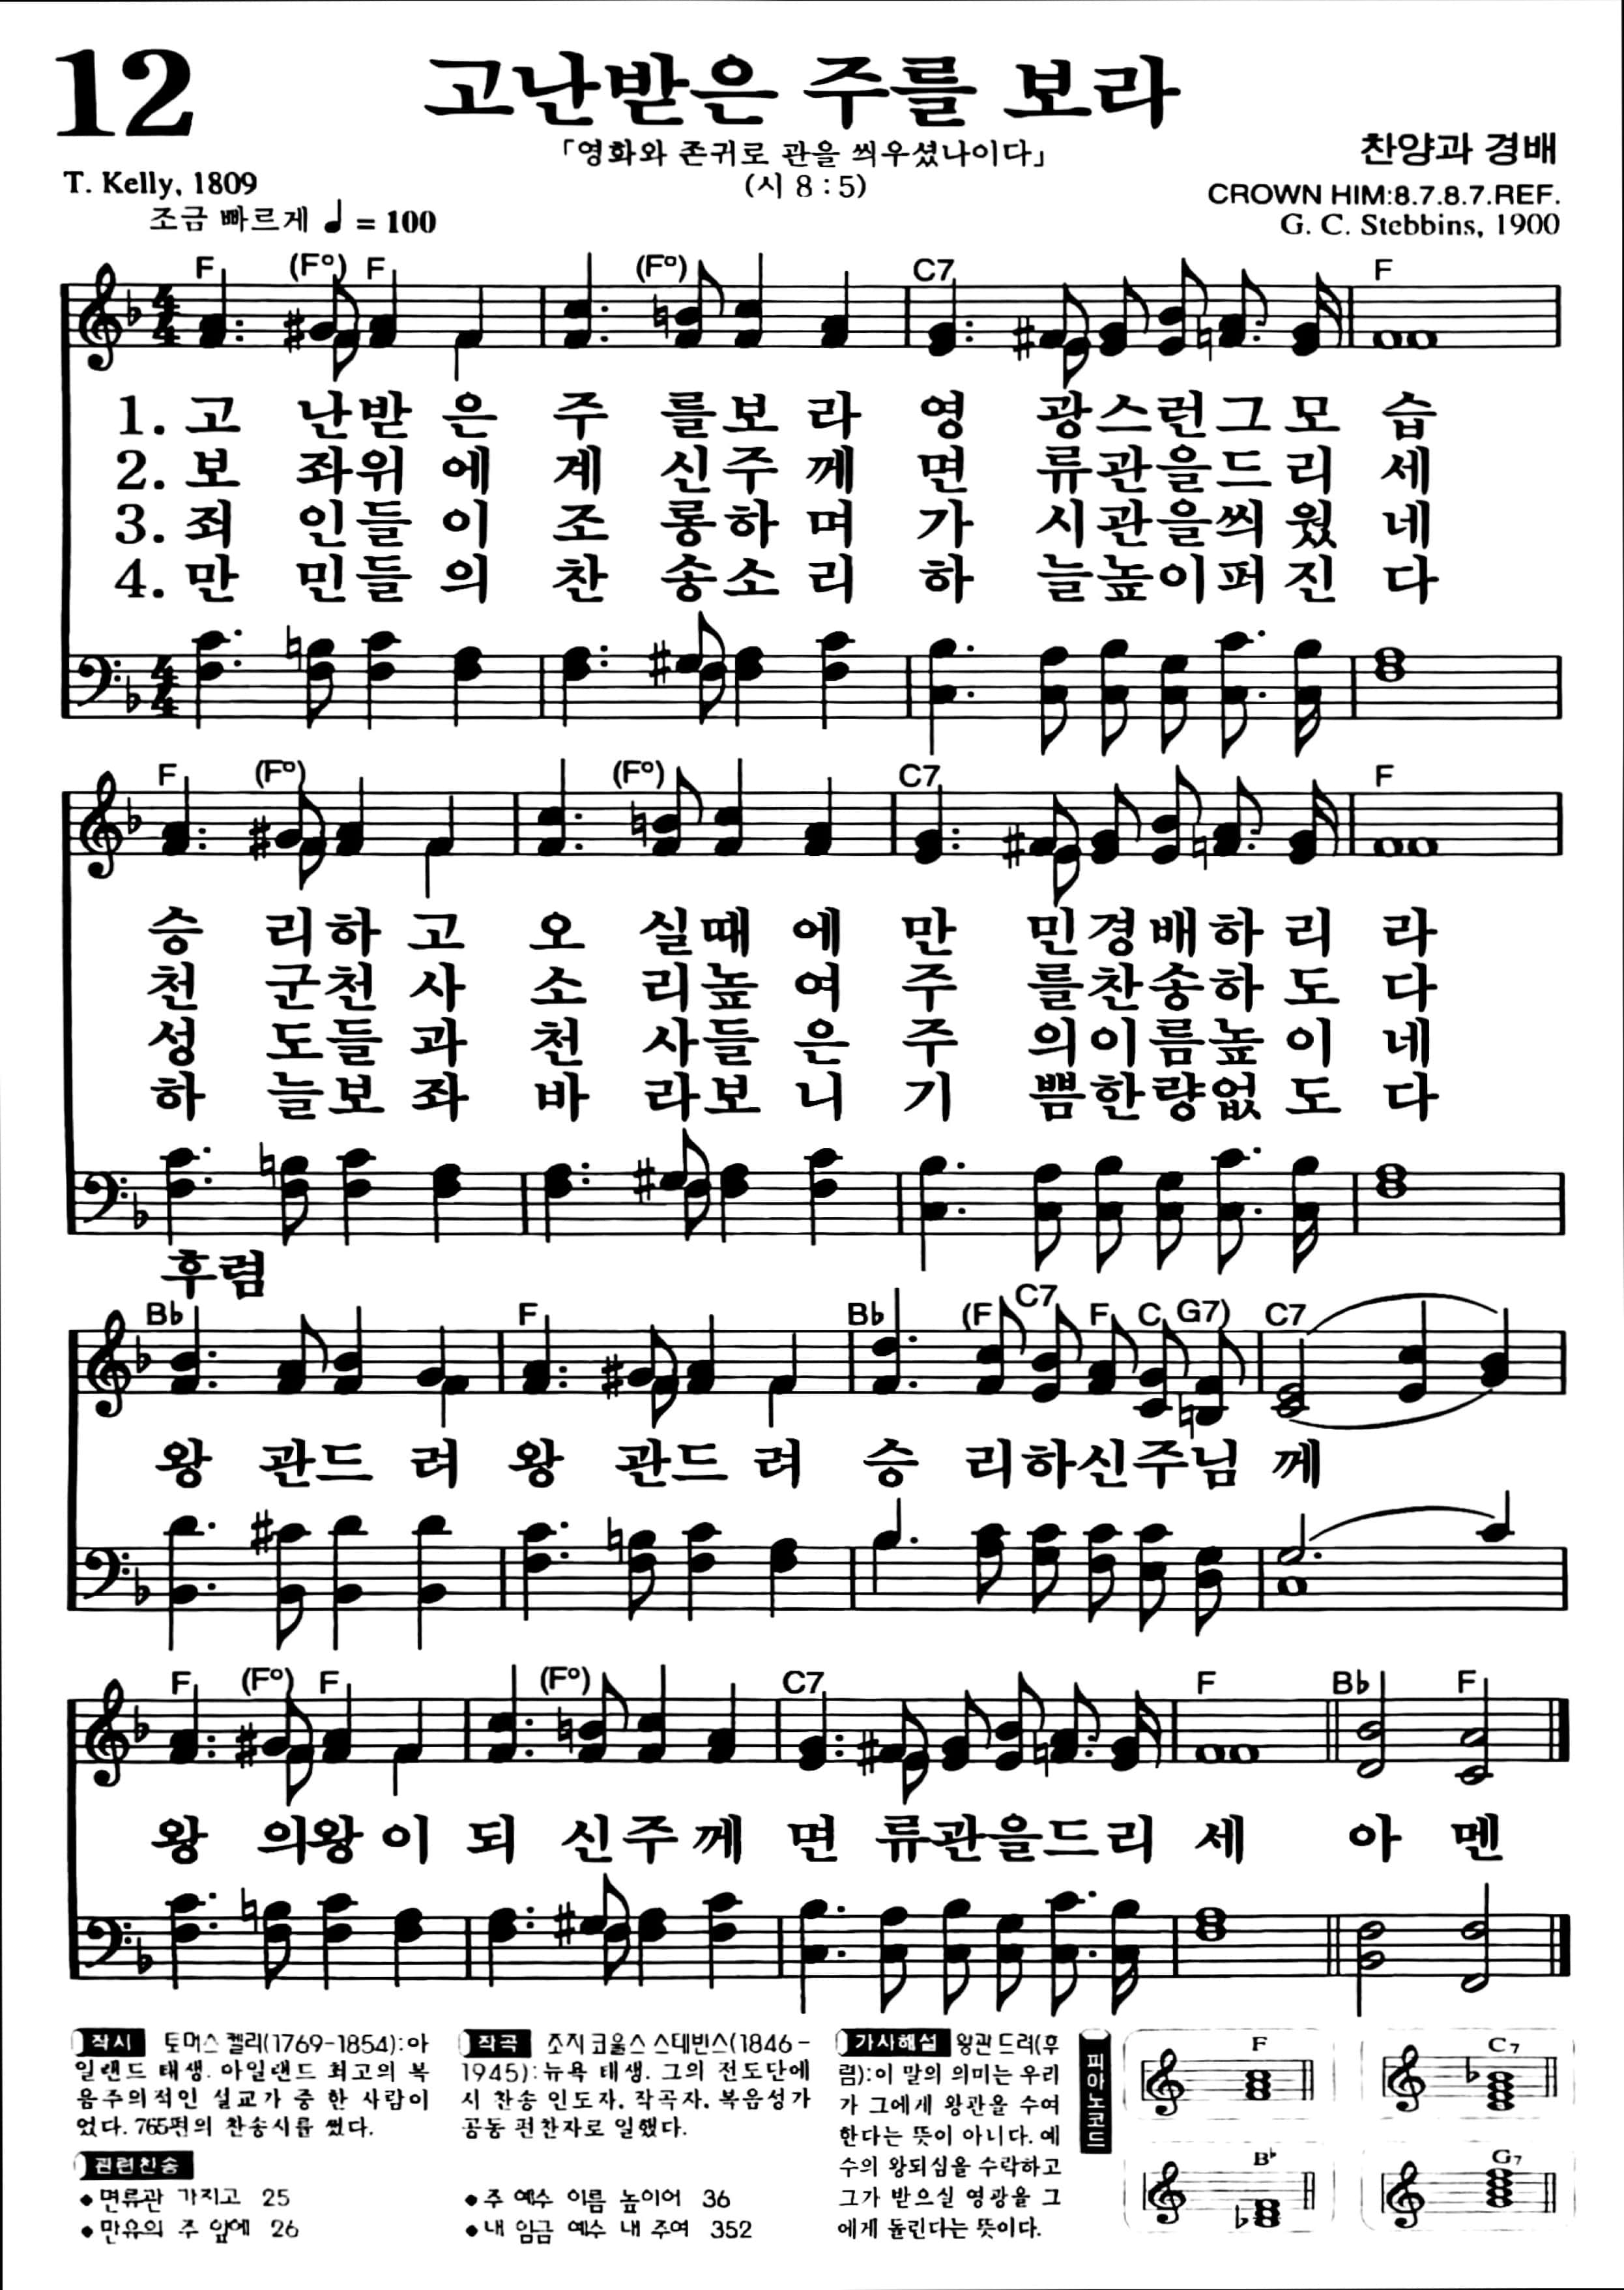 12
고난받은 주를 보라
「영화와 존귀로 관을 씌우셨나이다」
(시 8 : 5)
찬양과 경배
T. Kelly, 1809
CROWN HIM:8.7.8.7.REF.
조금 빠르게 ♩ = 100
G. C. Stebbins, 1900
F (F°) F (F°) C7 F
1. 고 난받 은 주 를보 라 영 광스런그 모 습
2. 보 좌위 에 계 신주 께 면 류관을드 리 세
3. 죄 인들 이 조 롱하 며 가 시관을씌 웠 네
4. 만 민들 의 찬 송소 리 하 늘높이퍼 진 다
F (F°) (F°) C7 F
승 리하 고 오 실때 에 만 민경배하 리 라
천 군천 사 소 리높 여 주 를찬송하 도 다
성 도들 과 천 사들 은 주 의이름높 이 네
하 늘보 좌 바 라보 니 기 쁨한량없 도 다
후렴
B♭ F B♭ (F C7 F C G7) C7
왕 관드 려 왕 관드 려 승 리하신주님 께
F (F°) F (F°) C7 F B♭ F
왕 의왕 이 되 신주 께 면 류관을드 리 세 아 멘
작시 토머스 켈리(1769-1854):아
일랜드 태생. 아일랜드 최고의 복
음주의적인 설교가 중 한 사람이
었다. 765편의 찬송시를 썼다.
관련찬송
●면류관 가지고 25
●만유의 주 앞에 26
작곡 조지 코울스 스테빈스(1846-
1945):뉴욕 태생. 그의 전도단에
시 찬송 인도자. 작곡자. 복음성가
공동 편찬자로 일했다.
●주 예수 이름 높이어 36
●내 임금 예수 내 주여 352
가사해설 왕관 드려(후
렴):이 말의 의미는 우리
가 그에게 왕관을 수여
한다는 뜻이 아니다. 예
수의 왕되심을 수락하고
그가 받으실 영광을 그
에게 돌린다는 뜻이다.
피아노코드
F C7
B♭ G7